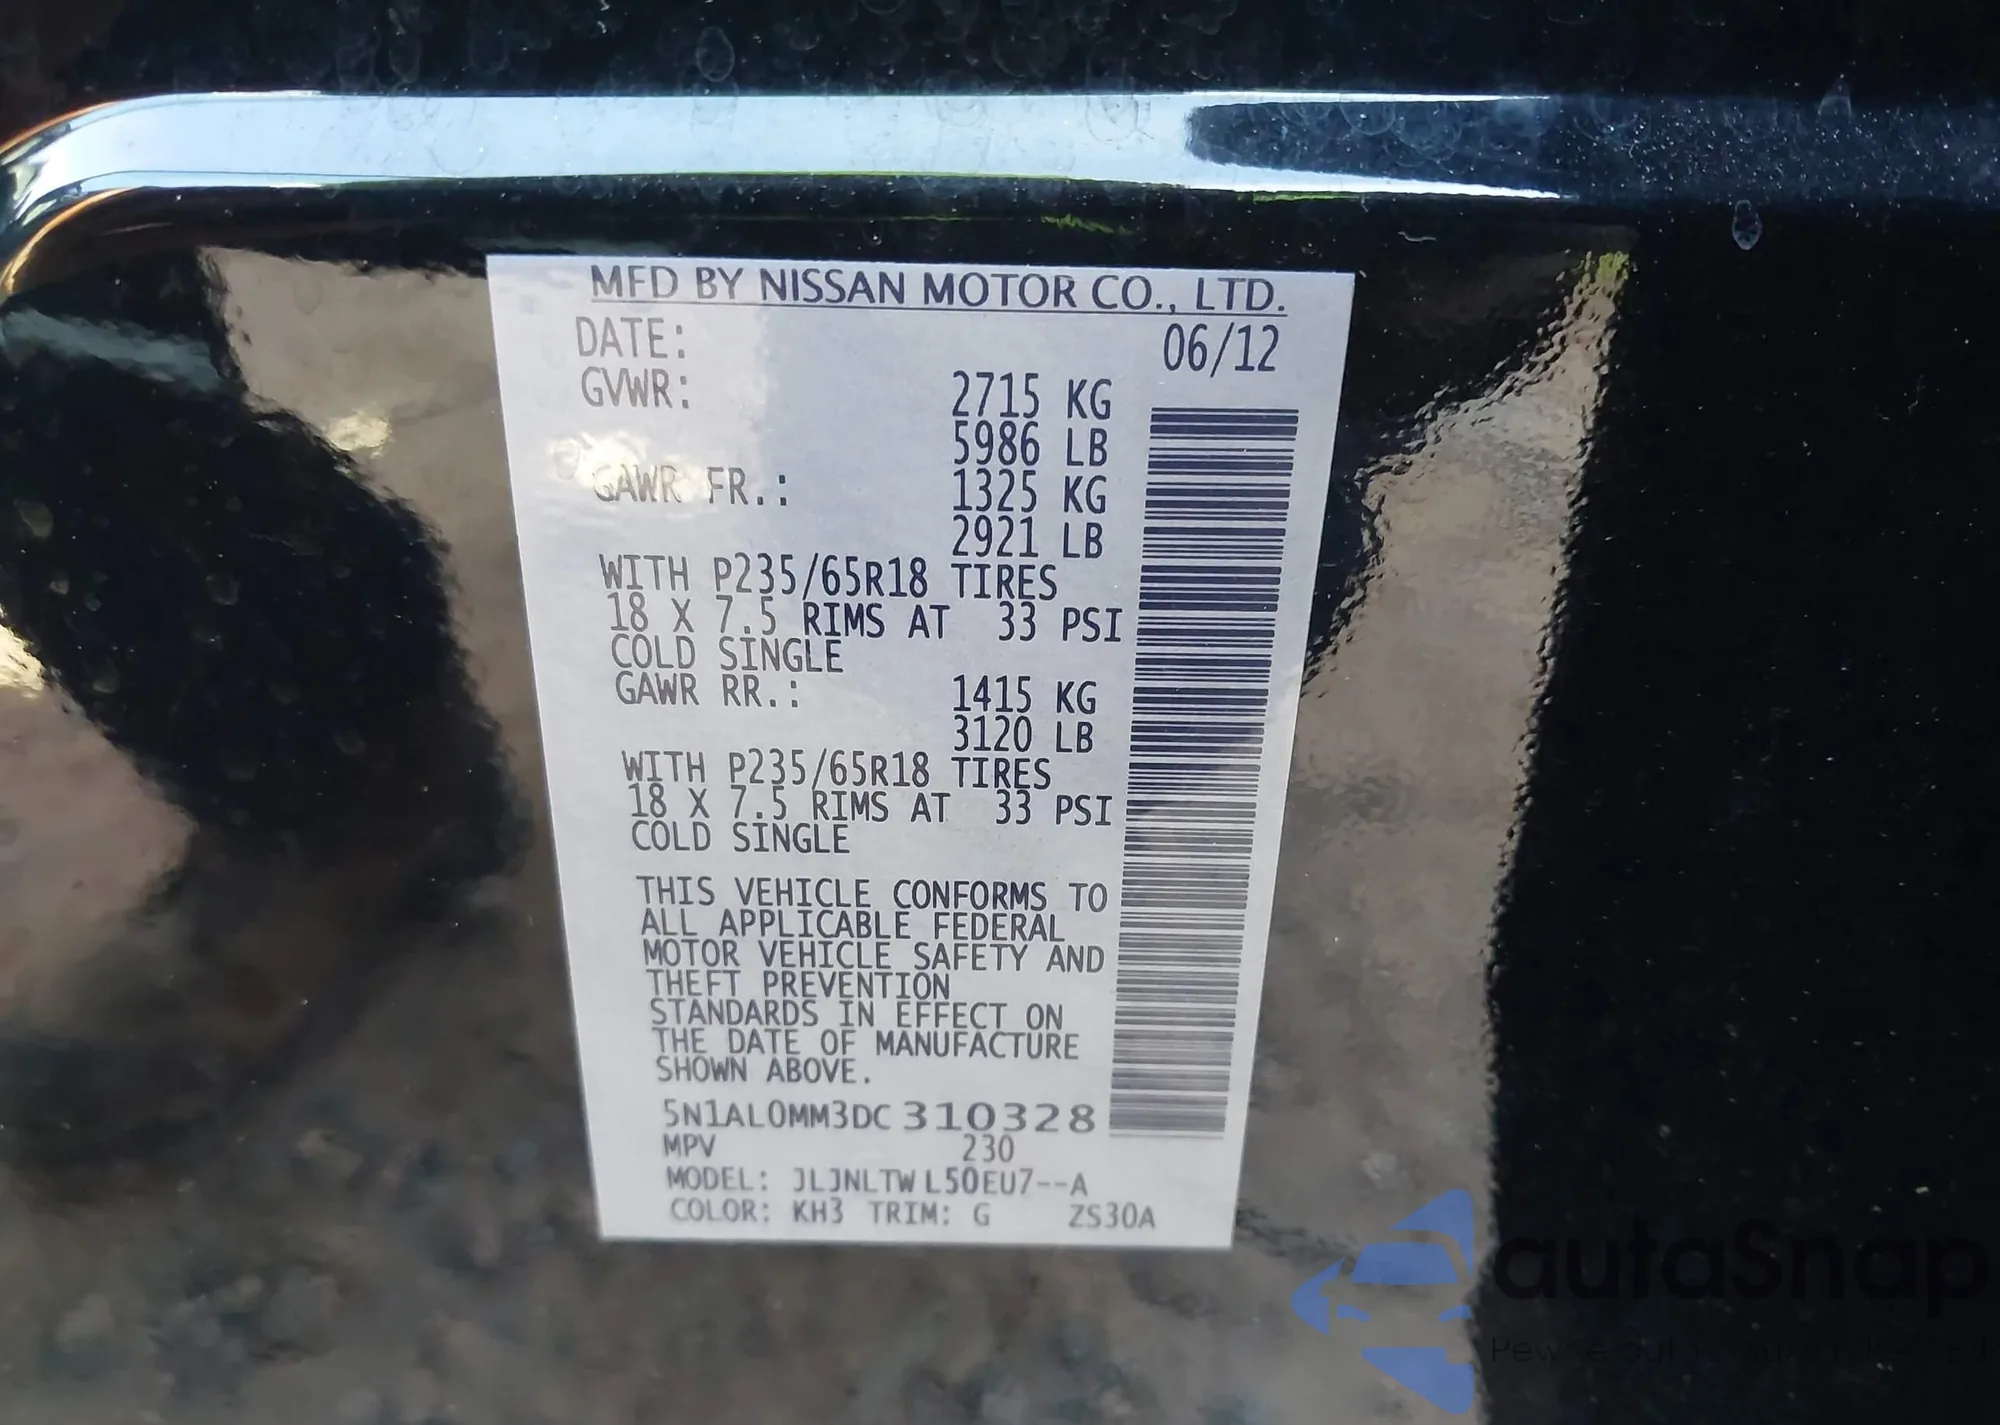 MFD BY NISSAN MOTOR CO., LTD.
DATE: 06/12
GVWR: 2715 KG
5986 LB
GAWR FR.: 1325 KG
2921 LB
WITH P235/65R18 TIRES
18 X 7.5 RIMS AT 33 PSI
COLD SINGLE
GAWR RR.: 1415 KG
3120 LB
WITH P235/65R18 TIRES
18 X 7.5 RIMS AT 33 PSI
COLD SINGLE
THIS VEHICLE CONFORMS TO
ALL APPLICABLE FEDERAL
MOTOR VEHICLE SAFETY AND
THEFT PREVENTION
STANDARDS IN EFFECT ON
THE DATE OF MANUFACTURE
SHOWN ABOVE.
5N1AL0MM3DC310328
MPV 230
MODEL: JLJNLTW L50EU7--A
COLOR: KH3 TRIM: G ZS30A
autaSnap